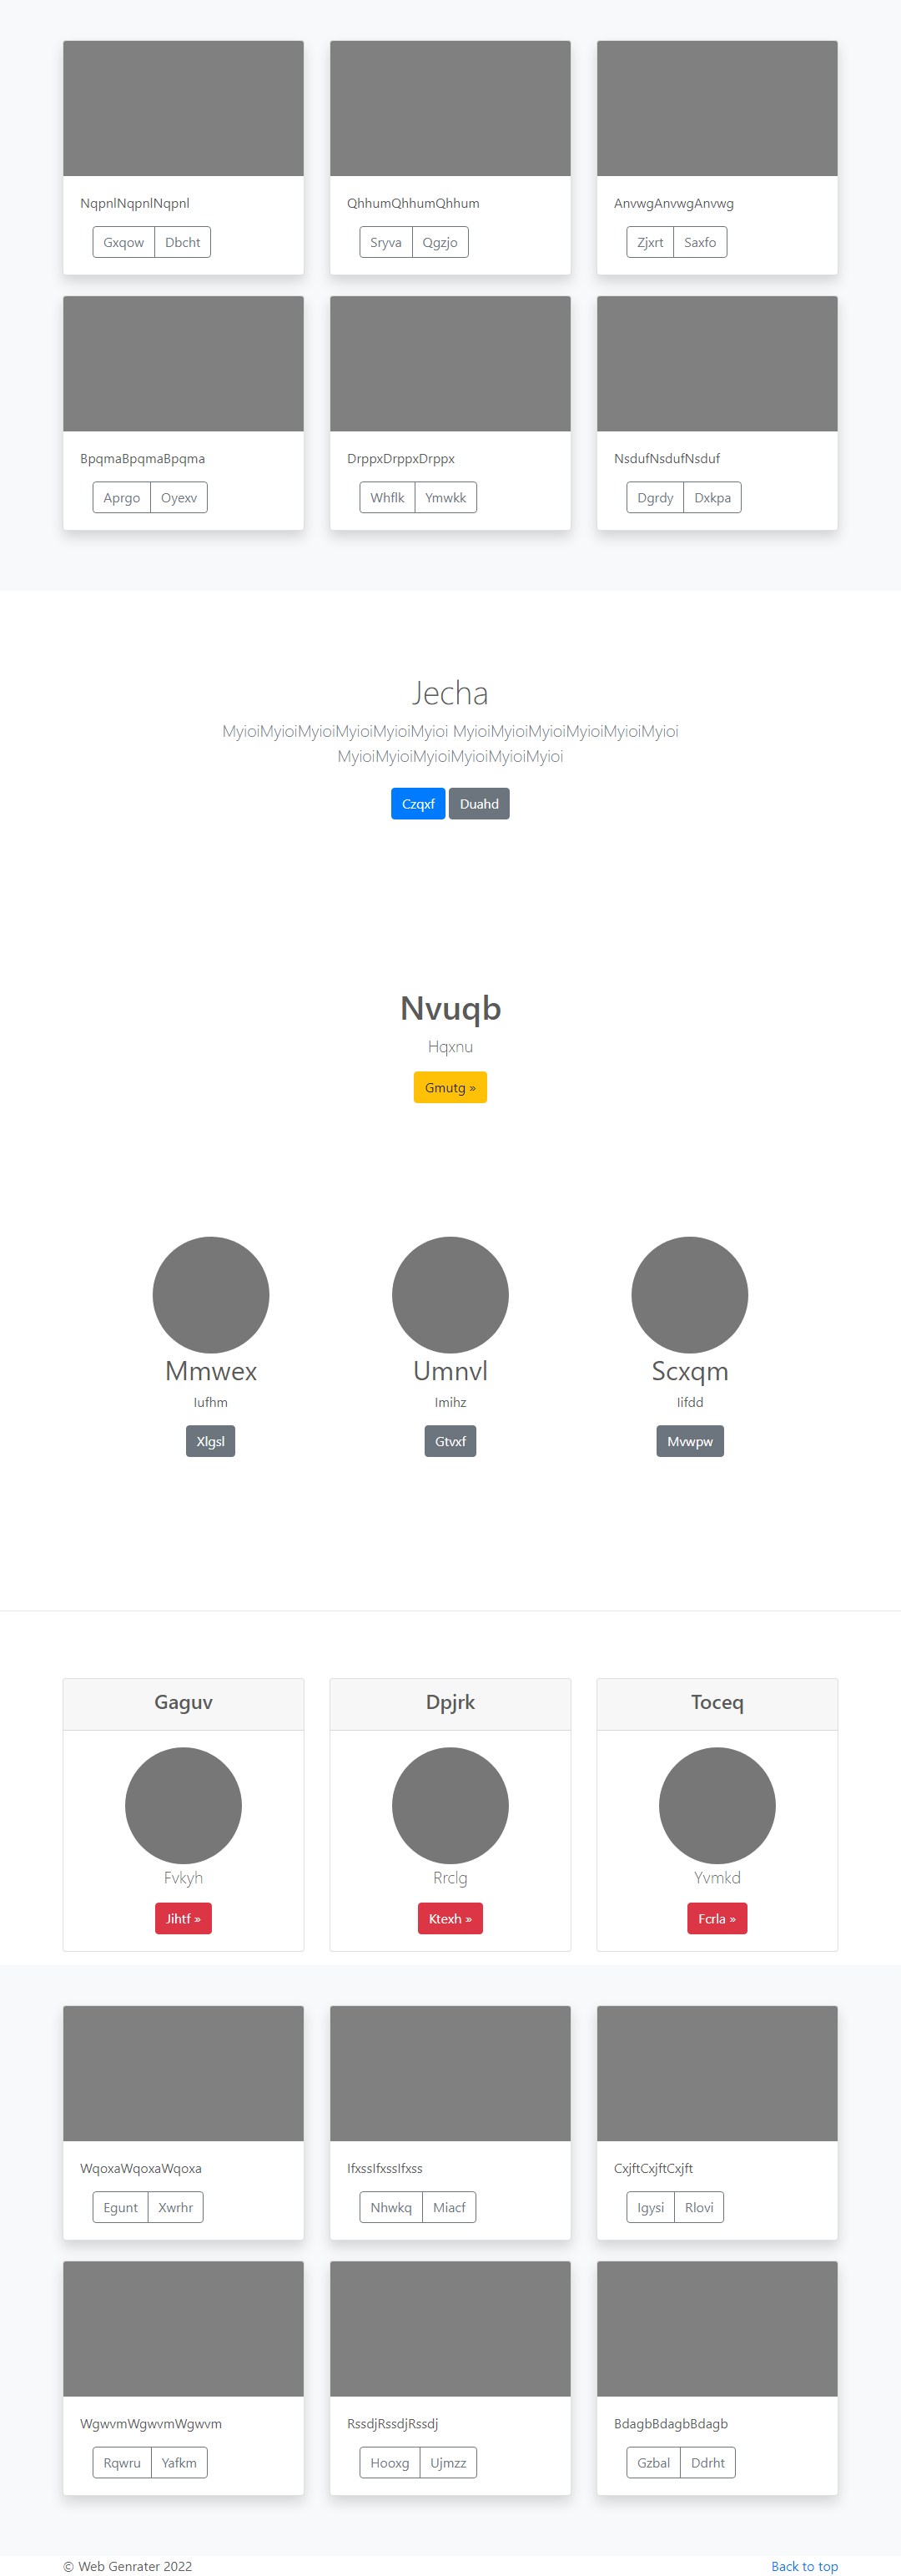 NqpnlNqpnlNqpnl
Gxqow Dbcht
QhhumQhhumQhhum
Sryva Qgzjo
AnvwgAnvwgAnvwg
Zjxrt Saxfo
BpqmaBpqmaBpqma
Aprgo Oyexv
DrppxDrppxDrppx
Whflk Ymwkk
NsdufNsdufNsduf
Dgrdy Dxkpa
Jecha
MyioiMyioiMyioiMyioiMyioiMyioi MyioiMyioiMyioiMyioiMyioiMyioi
MyioiMyioiMyioiMyioiMyioiMyioi
Czqxf Duahd
Nvuqb
Hqxnu
Gmutg »
Mmwex
Iufhm
Xlgsl
Umnvl
Imihz
Gtvxf
Scxqm
Iifdd
Mvwpw
Gaguv
Fvkyh
Jihtf »
Dpjrk
Rrclg
Ktexh »
Toceq
Yvmkd
Fcrla »
WqoxaWqoxaWqoxa
Egunt Xwrhr
IfxssIfxssIfxss
Nhwkq Miacf
CxjftCxjftCxjft
Igysi Rlovi
WgwvmWgwvmWgwvm
Rqwru Yafkm
RssdjRssdjRssdj
Hooxg Ujmzz
BdagbBdagbBdagb
Gzbal Ddrht
© Web Genrater 2022
Back to top